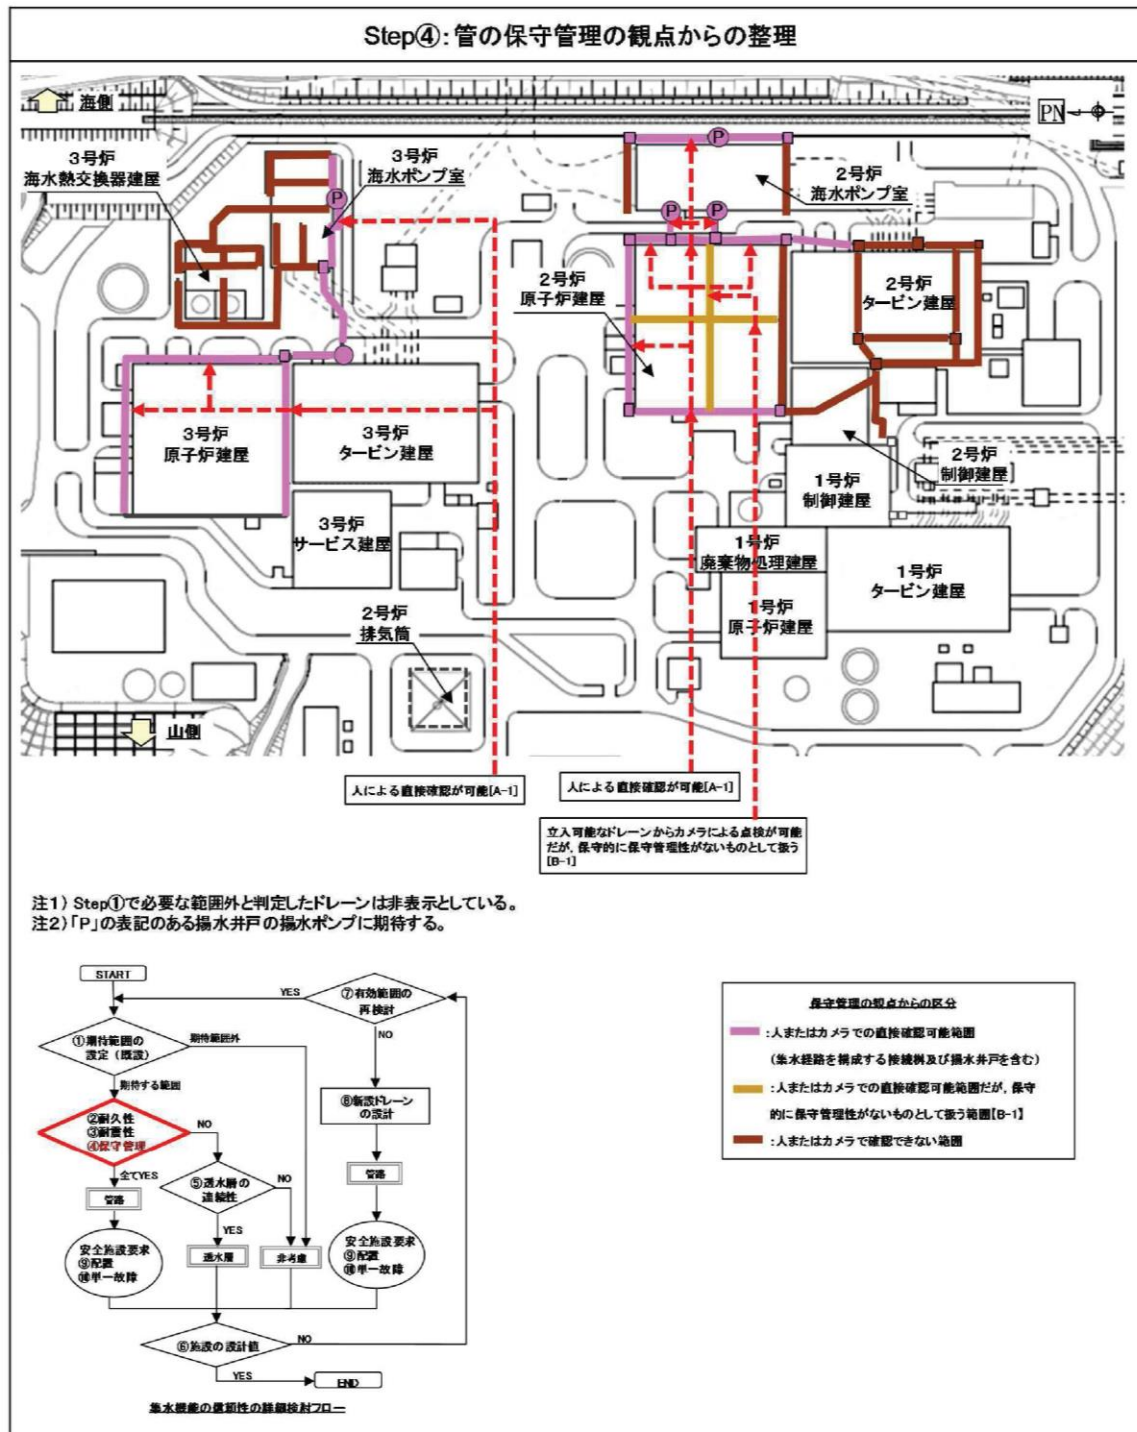 Step④:管の保守管理の観点からの整理
海側
PN
3号炉
海水熱交換器建屋
3号炉
海水ポンプ室
P
P
P
P
2号炉
海水ポンプ室
2号炉
原子炉建屋
2号炉
タービン建屋
3号炉
原子炉建屋
3号炉
タービン建屋
2号炉
制御建屋
1号炉
制御建屋
3号炉
サービス建屋
1号炉
廃棄物処理建屋
1号炉
タービン建屋
1号炉
原子炉建屋
2号炉
排気筒
山側
人による直接確認が可能[A-1]
人による直接確認が可能[A-1]
立入可能なドレーンからカメラによる点検が可能
だが,保守的に保守管理性がないものとして扱う
[B-1]
注1) Step①で必要な範囲外と判定したドレーンは非表示としている。
注2)「P」の表記のある揚水井戸の揚水ポンプに期待する。
START
YES
⑦有効範囲の
再検討
①期待範囲の
設定(既設)
期待範囲外
NO
期待する範囲
⑧新設ドレーン
の設計
②耐久性
③耐震性
④保守管理
NO
全てYES
⑤透水層の
連続性
NO
管路
管路
YES
安全施設要求
⑨配置
⑩単一故障
透水層
非考慮
安全施設要求
⑨配置
⑩単一故障
⑥施設の設計値
NO
YES
END
集水機能の信頼性の詳細検討フロー
保守管理の観点からの区分
:人またはカメラでの直接確認可能範囲
(集水経路を構成する接続桝及び揚水井戸を含む)
:人またはカメラでの直接確認可能範囲だが,保守
的に保守管理性がないものとして扱う範囲[B-1]
:人またはカメラで確認できない範囲